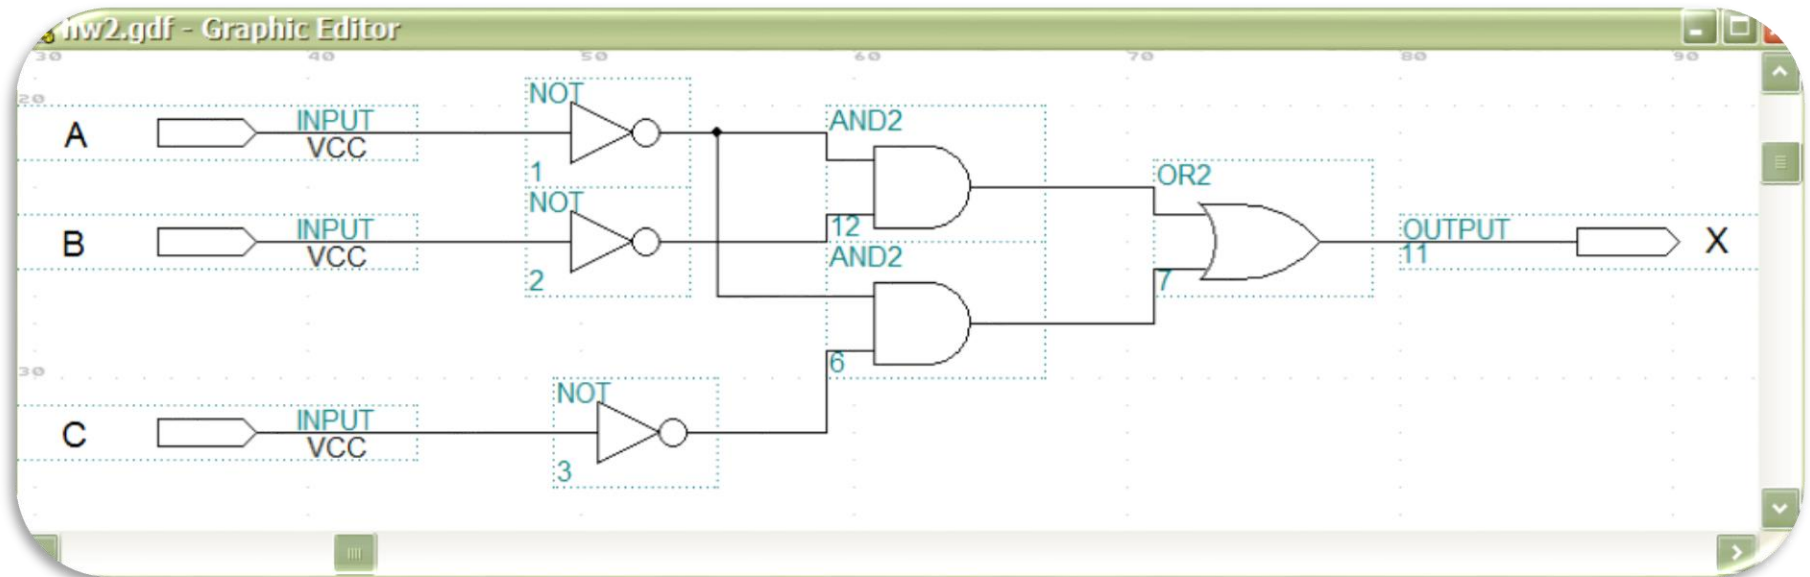 hw2.gdf - Graphic Editor
30 40 50 60 70 80 90
20
A INPUT VCC
NOT 1
AND2 12
B INPUT VCC
NOT 2
AND2 6
OR2 7
OUTPUT 11 X
30
C INPUT VCC
NOT 3